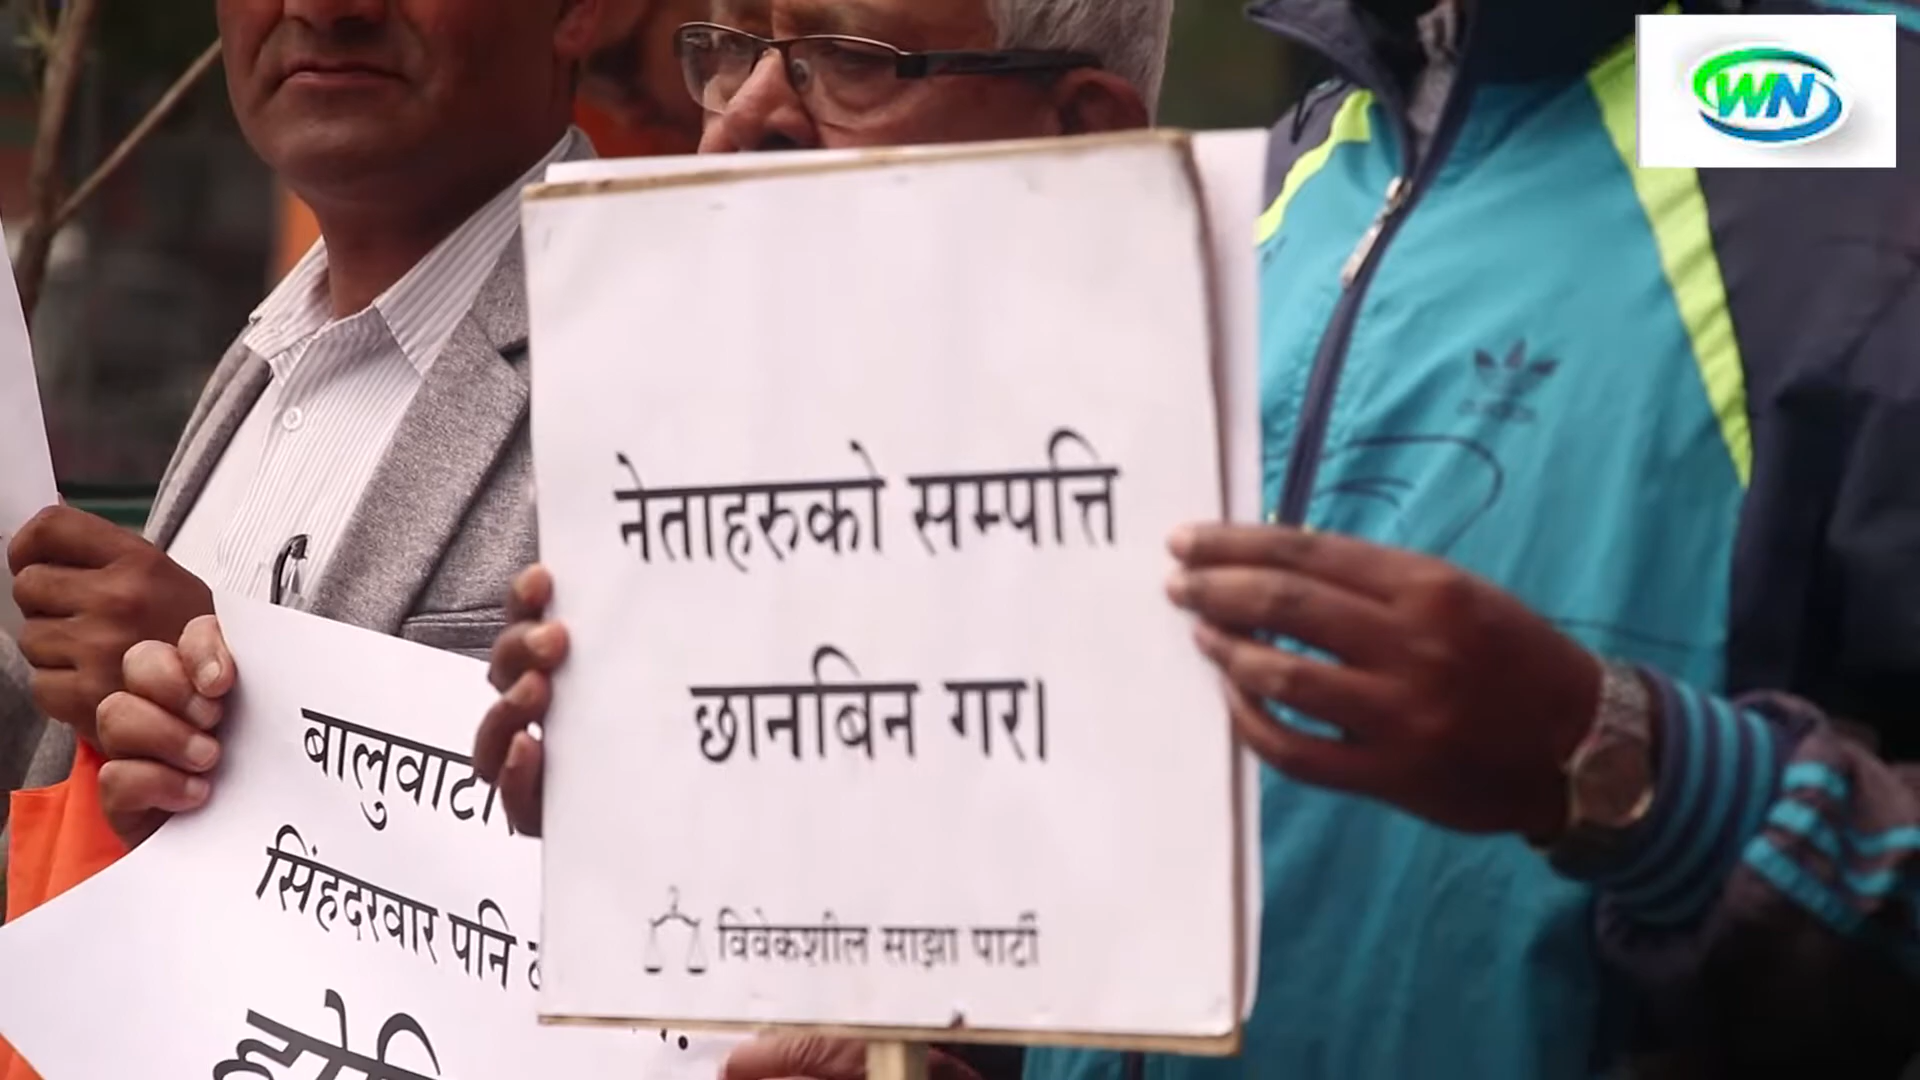 WN
नेताहरुको सम्पत्ति
छानबिन गर।
विवेकशील साझा पार्टी
सिंहदरवार पनि